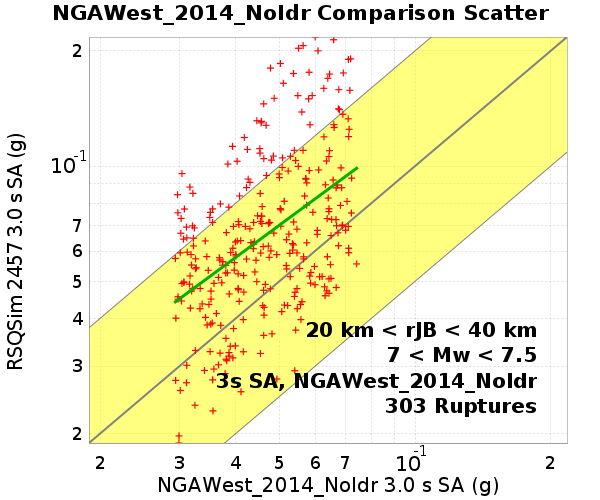 NGAWest_2014_NoIdr Comparison Scatter
RSQSim 2457 3.0 s SA (g)
2
10-1
7
6
5
4
3
2
20 km < rJB < 40 km
7 < Mw < 7.5
3s SA, NGAWest_2014_NoIdr
303 Ruptures
2 3 4 5 6 7 10-1 2
NGAWest_2014_NoIdr 3.0 s SA (g)